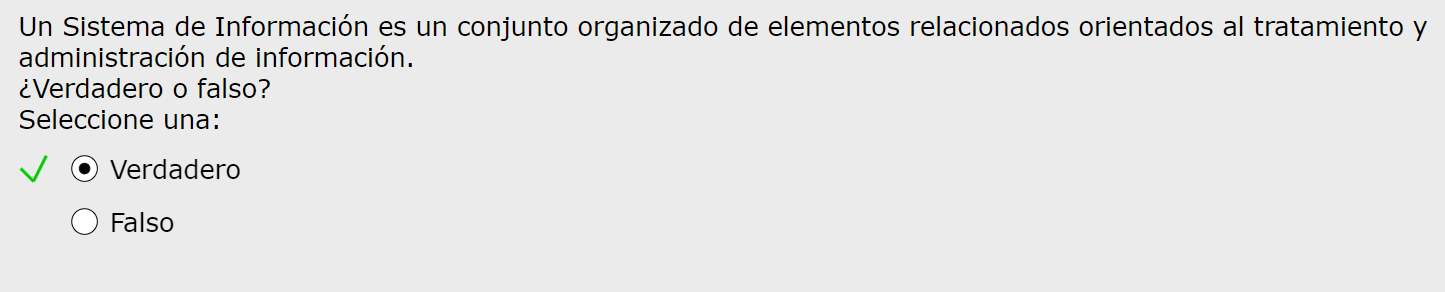 Un Sistema de Información es un conjunto organizado de elementos relacionados orientados al tratamiento y
administración de información.
¿Verdadero o falso?
Seleccione una:
Verdadero
Falso